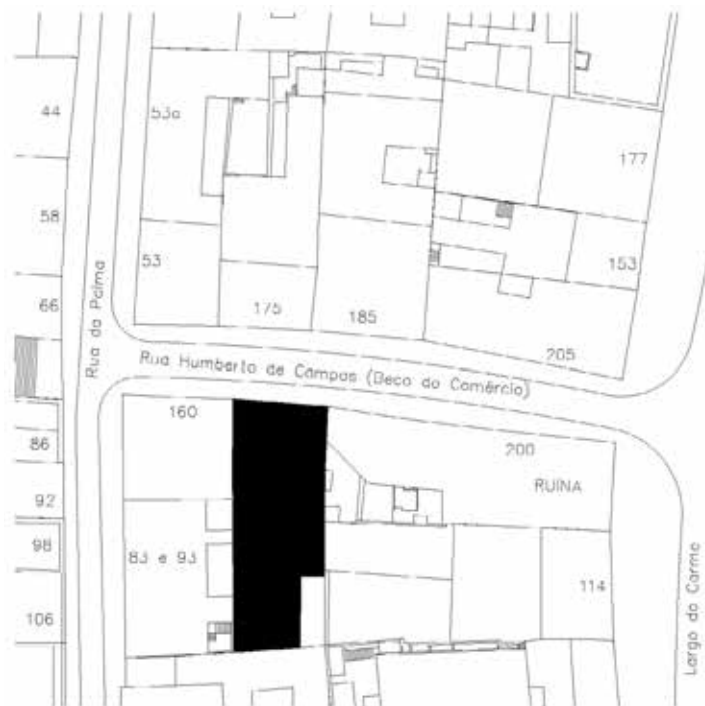 44
53a
177
58
53
153
66
175
185
205
Rua da Palma
Rua Humberto de Campos (Beco do Comércio)
160
200
86
RUINA
92
98
83 e 93
114
106
Largo do Carmo